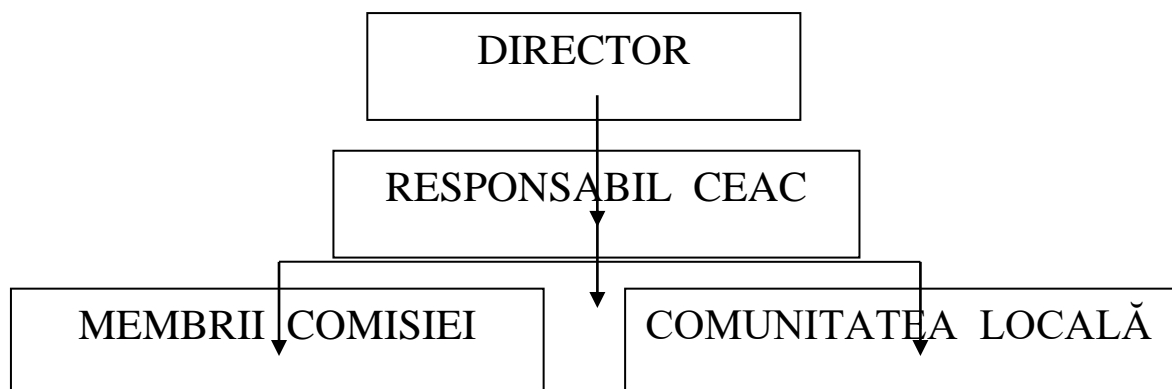 DIRECTOR
RESPONSABIL CEAC
MEMBRII COMISIEI
COMUNITATEA LOCALĂ